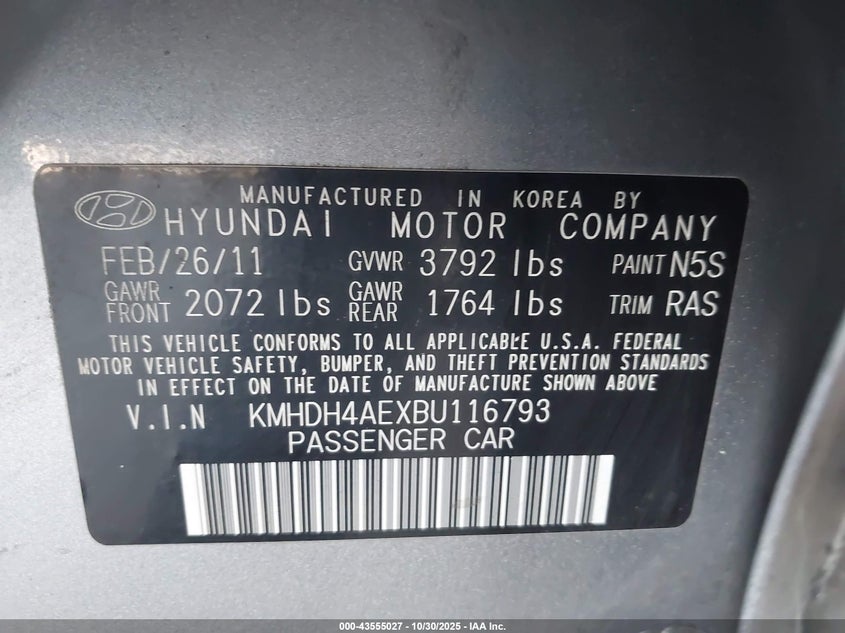 MANUFACTURED IN KOREA BY
HYUNDAI MOTOR COMPANY
FEB/26/11 GVWR 3792 lbs PAINT N5S
GAWR FRONT 2072 lbs GAWR REAR 1764 lbs TRIM RAS
THIS VEHICLE CONFORMS TO ALL APPLICABLE U.S.A. FEDERAL
MOTOR VEHICLE SAFETY, BUMPER, AND THEFT PREVENTION STANDARDS
IN EFFECT ON THE DATE OF MANUFACTURE SHOWN ABOVE
V.I.N KMHDH4AEXBU116793
PASSENGER CAR
000-43555027 - 10/30/2025 - IAA Inc.